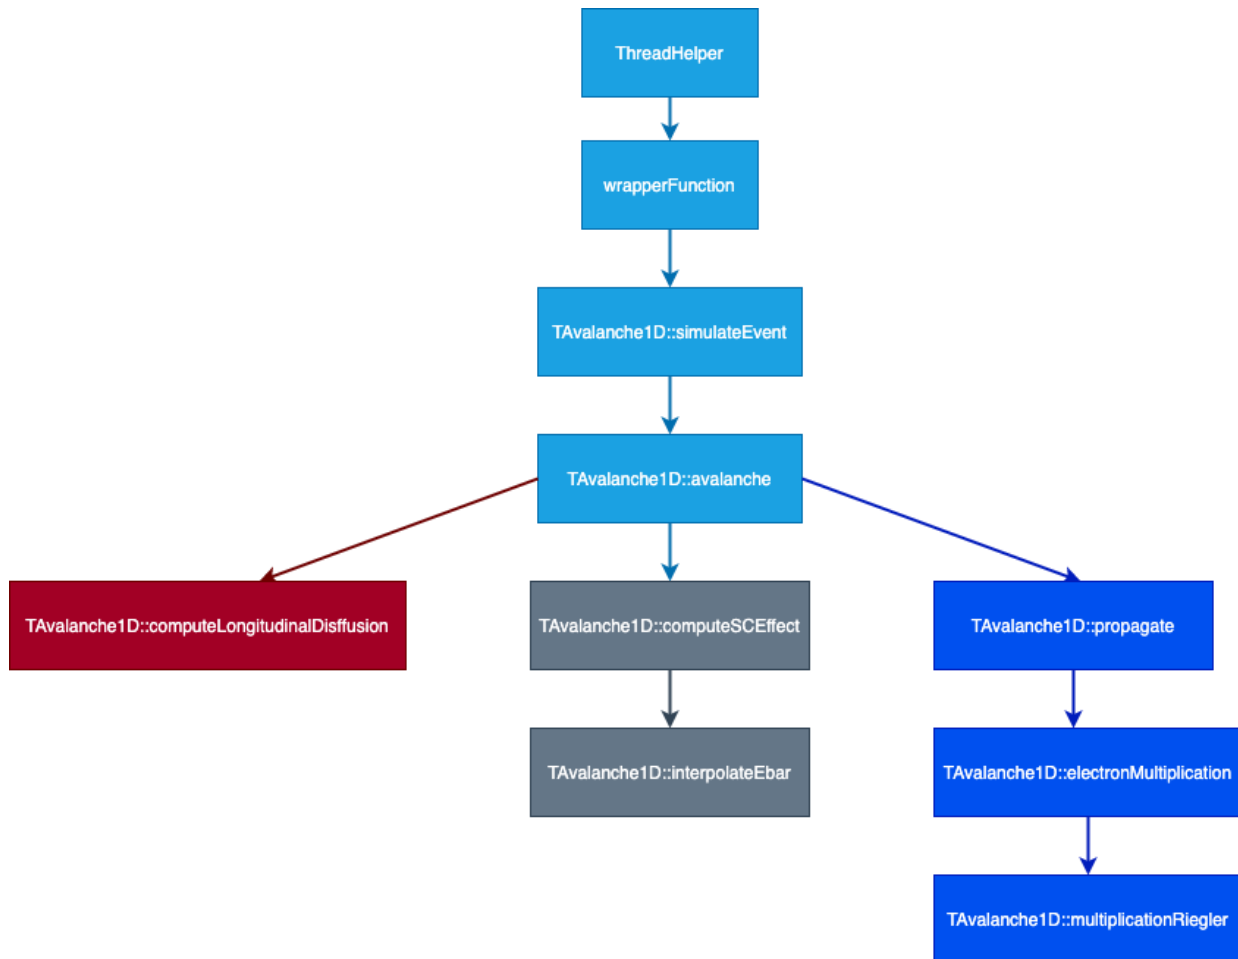 ThreadHelper
wrapperFunction
TAvalanche1D::simulateEvent
TAvalanche1D::avalanche
TAvalanche1D::computeLongitudinalDisffusion
TAvalanche1D::computeSCEffect
TAvalanche1D::propagate
TAvalanche1D::interpolateEbar
TAvalanche1D::electronMultiplication
TAvalanche1D::multiplicationRiegler